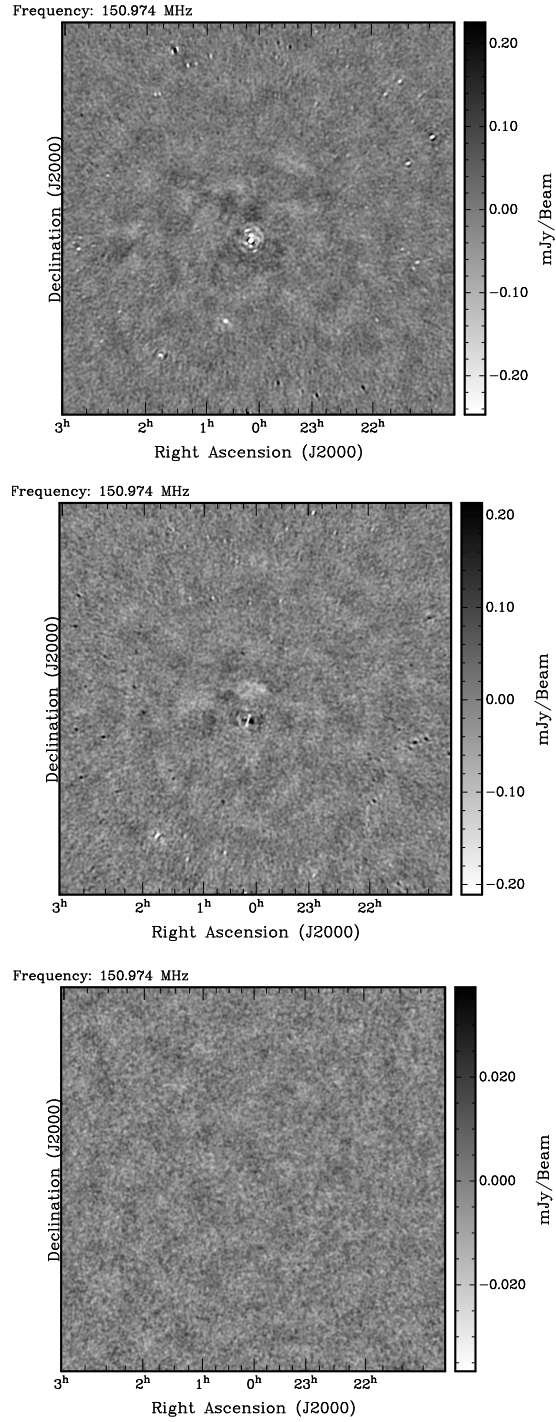 Frequency: 150.974 MHz
0.20
0.10
0.00
−0.10
−0.20
mJy/Beam
Declination (J2000)
3h 2h 1h 0h 23h 22h
Right Ascension (J2000)
Frequency: 150.974 MHz
0.20
0.10
0.00
−0.10
−0.20
mJy/Beam
Declination (J2000)
3h 2h 1h 0h 23h 22h
Right Ascension (J2000)
Frequency: 150.974 MHz
0.020
0.000
−0.020
mJy/Beam
Declination (J2000)
3h 2h 1h 0h 23h 22h
Right Ascension (J2000)